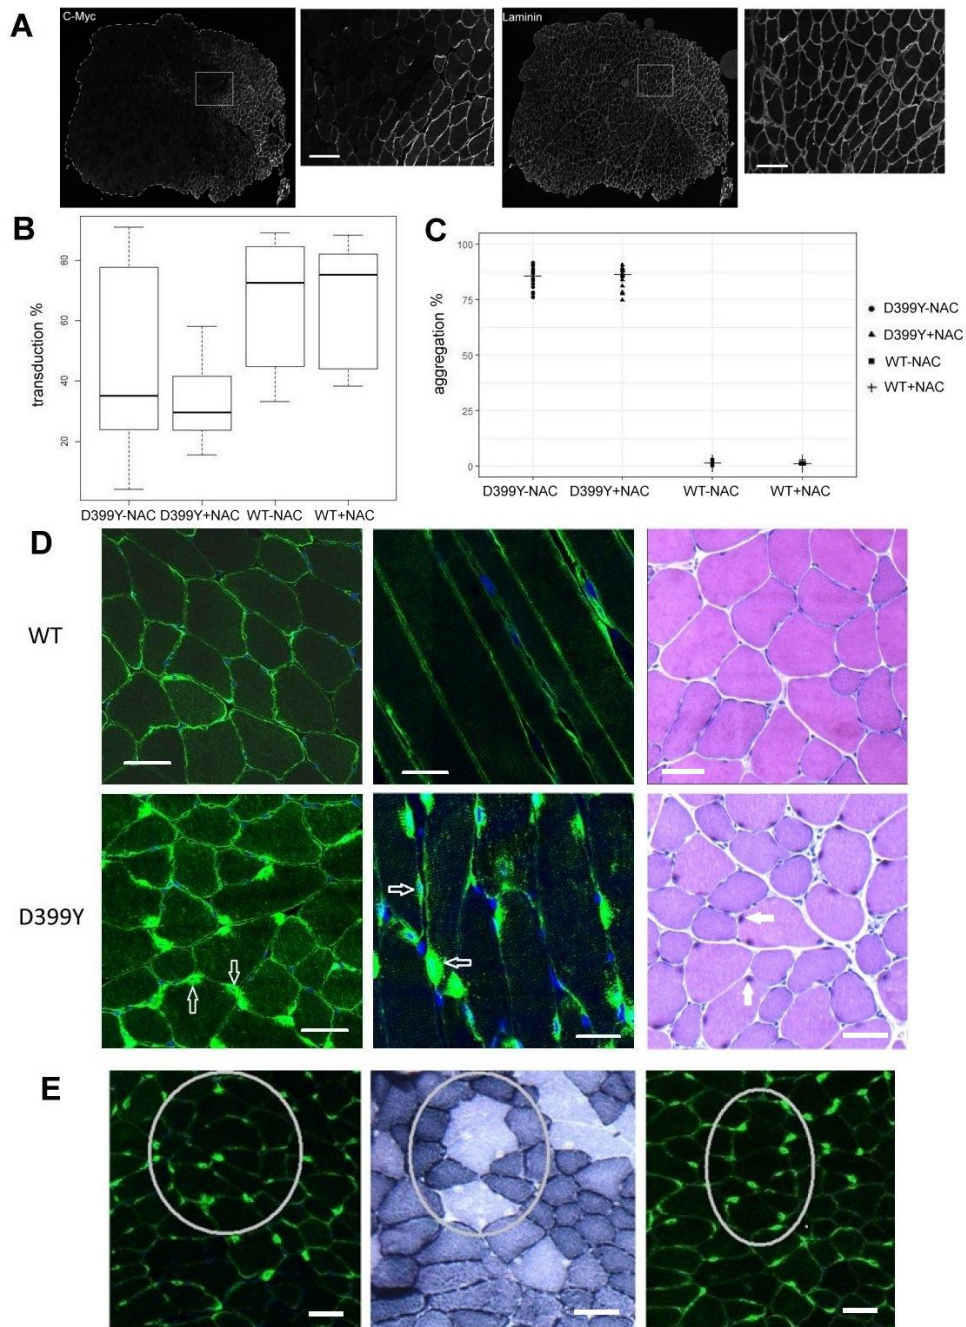 A
C-Myc
Laminin
B
transduction %
80
60
40
20
D399Y-NAC
D399Y+NAC
WT-NAC
WT+NAC
C
aggregation %
100
75
50
25
0
D399Y-NAC
D399Y+NAC
WT-NAC
WT+NAC
D399Y-NAC
D399Y+NAC
WT-NAC
WT+NAC
D
WT
D399Y
E